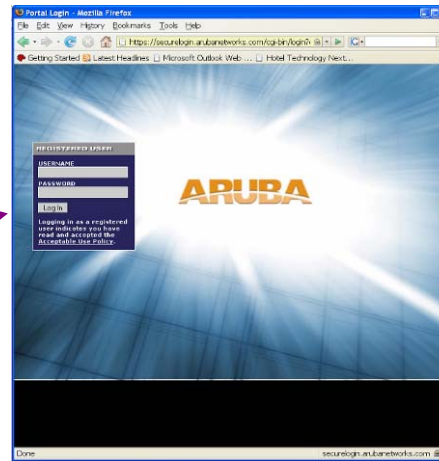 Portal Login - Mozilla Firefox
File Edit View History Bookmarks Tools Help
https://securelogin.arubanetworks.com/cgi-bin/login?
Getting Started Latest Headlines Microsoft Outlook Web ... Hotel Technology Next...
REGISTERED USER
USERNAME
PASSWORD
Log In
Logging in as a registered
user indicates you have
read and accepted the
Acceptable Use Policy.
ARUBA
Done
securelogin.arubanetworks.com